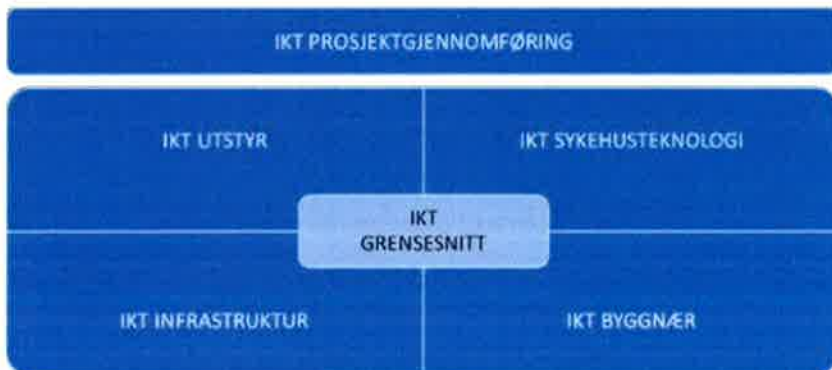 IKT PROSJEKTGJENNOMFØRING
IKT UTSTYR
IKT SYKEHUSTEKNOLOGI
IKT
GRENSESNITT
IKT INFRASTRUKTUR
IKT BYGGNÆR